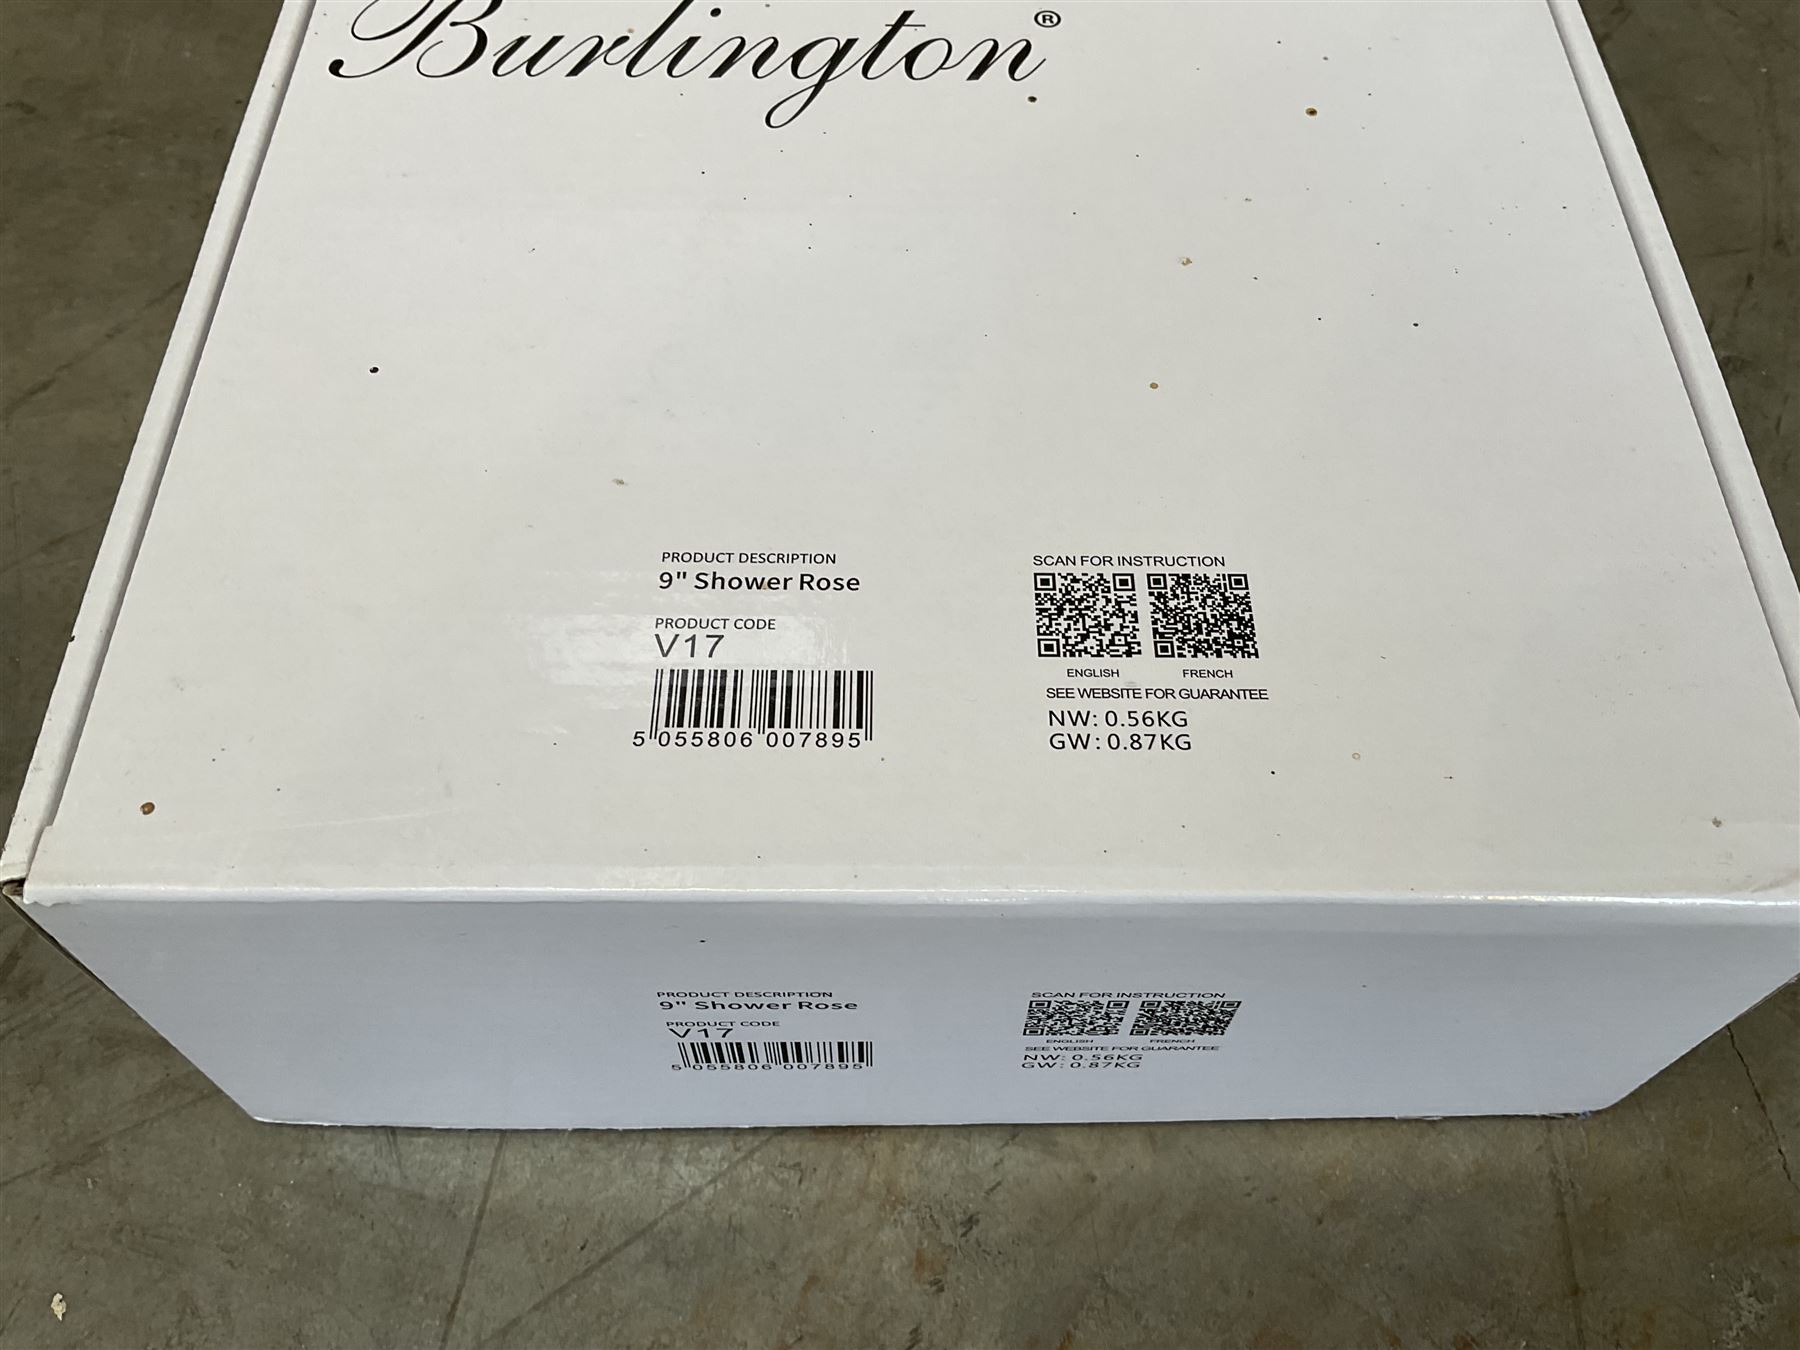 Burlington®
PRODUCT DESCRIPTION
9" Shower Rose
PRODUCT CODE
V17
5 055806 007895
SCAN FOR INSTRUCTION
ENGLISH FRENCH
SEE WEBSITE FOR GUARANTEE
NW: 0.56KG
GW: 0.87KG
PRODUCT DESCRIPTION
9" Shower Rose
PRODUCT CODE
V17
5 055806 007895
SCAN FOR INSTRUCTION
ENGLISH FRENCH
SEE WEBSITE FOR GUARANTEE
NW: 0.56KG
GW: 0.87KG